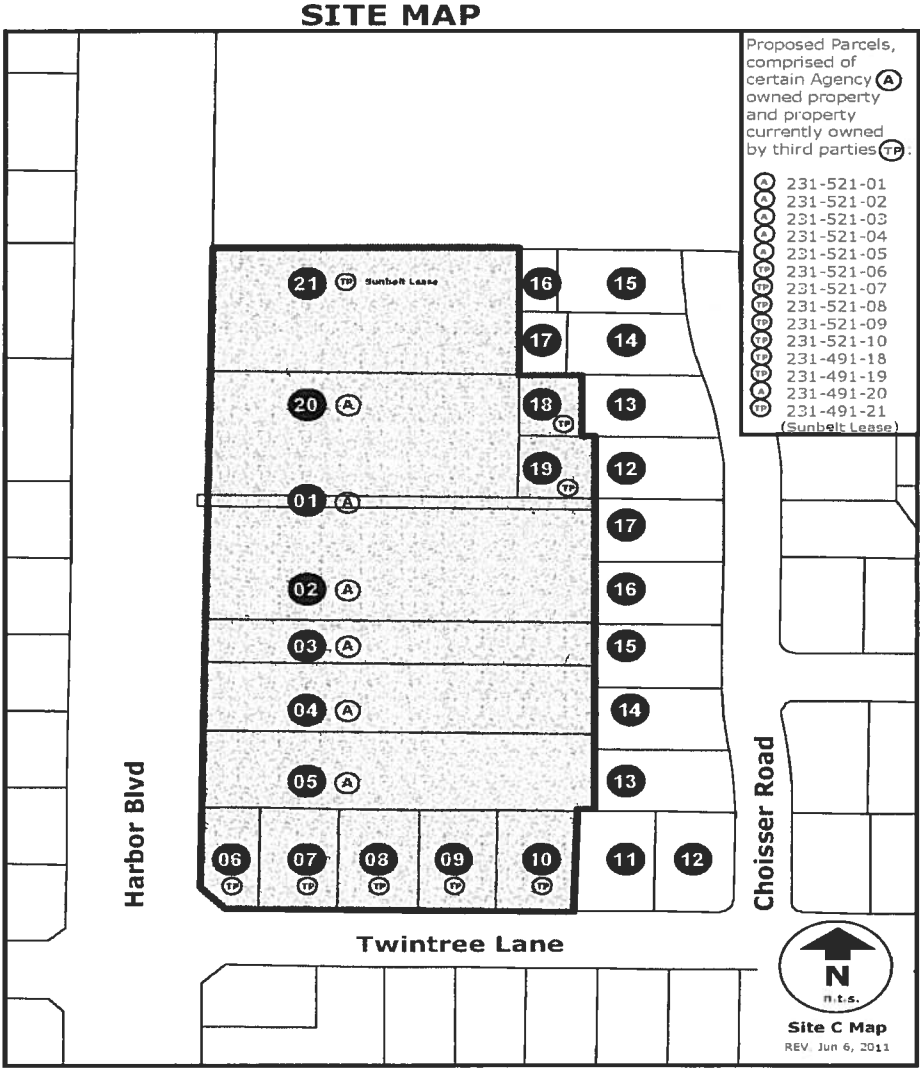 SITE MAP
Proposed Parcels,
comprised of
certain Agency A
owned property
and property
currently owned
by third parties TP :
A 231-521-01
A 231-521-02
A 231-521-03
A 231-521-04
A 231-521-05
TP 231-521-06
TP 231-521-07
TP 231-521-08
TP 231-521-09
TP 231-521-10
TP 231-491-18
TP 231-491-19
A 231-491-20
TP 231-491-21
(Sunbelt Lease)
21 TP Sunbelt Lease
16
15
17
14
20 A
18 TP
13
19 TP
12
01 A
17
02 A
16
03 A
15
04 A
14
05 A
13
06 TP
07 TP
08 TP
09 TP
10 TP
11
12
Harbor Blvd
Choisser Road
Twintree Lane
N
n.t.s.
Site C Map
REV. Jun 6, 2011